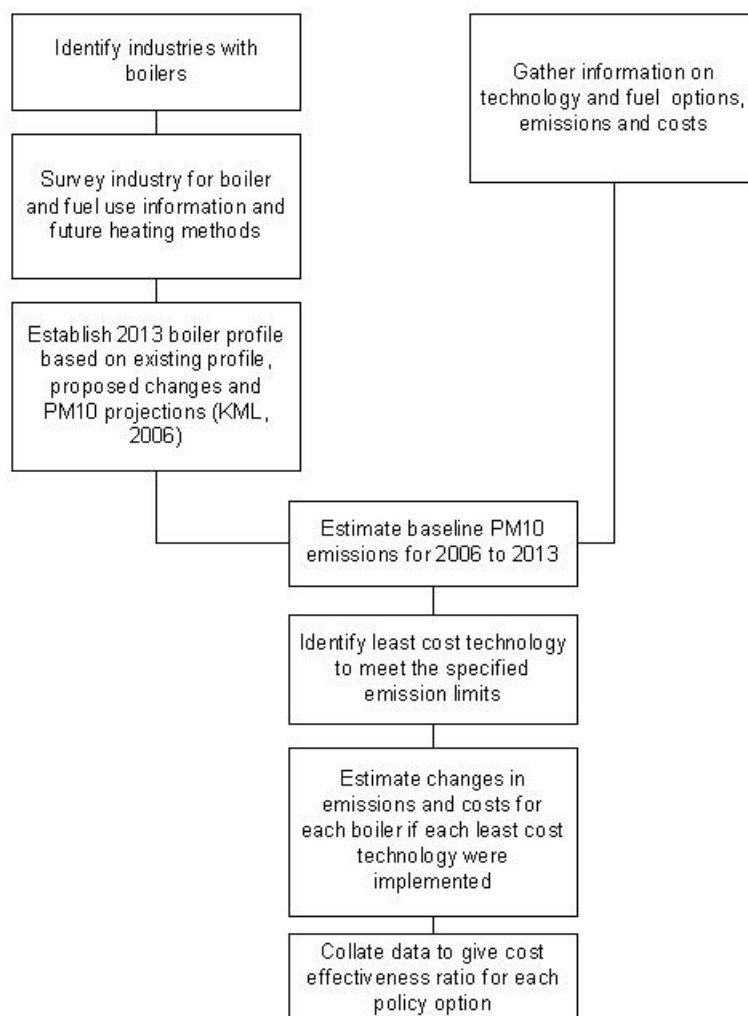 Identify industries with
boilers
Gather information on
technology and fuel options,
emissions and costs
Survey industry for boiler
and fuel use information and
future heating methods
Establish 2013 boiler profile
based on existing profile,
proposed changes and
PM10 projections (KML,
2006)
Estimate baseline PM10
emissions for 2006 to 2013
Identify least cost technology
to meet the specified
emission limits
Estimate changes in
emissions and costs for
each boiler if each least cost
technology were
implemented
Collate data to give cost
effectiveness ratio for each
policy option